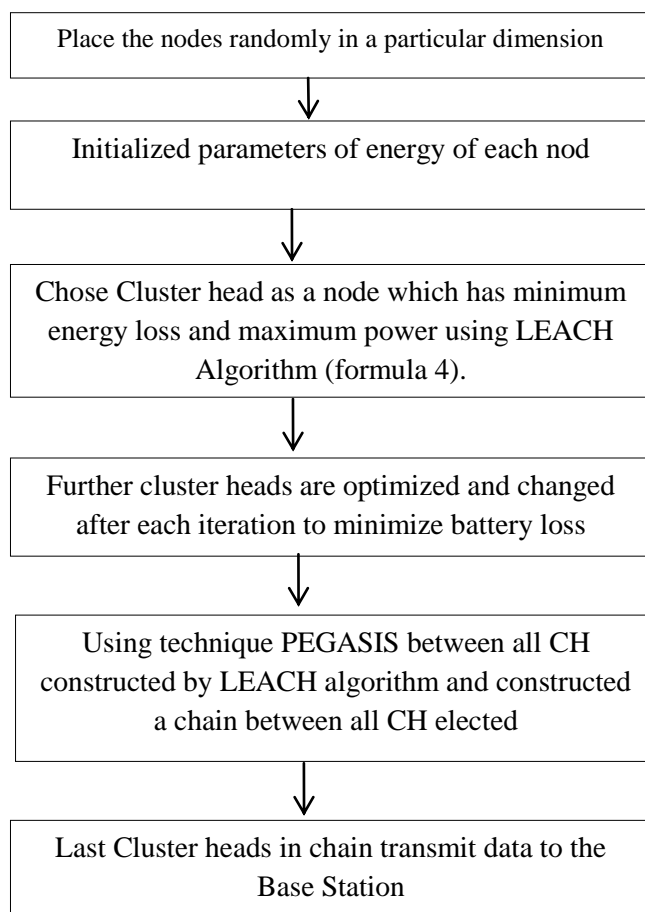 Place the nodes randomly in a particular dimension
Initialized parameters of energy of each nod
Chose Cluster head as a node which has minimum
energy loss and maximum power using LEACH
Algorithm (formula 4).
Further cluster heads are optimized and changed
after each iteration to minimize battery loss
Using technique PEGASIS between all CH
constructed by LEACH algorithm and constructed
a chain between all CH elected
Last Cluster heads in chain transmit data to the
Base Station